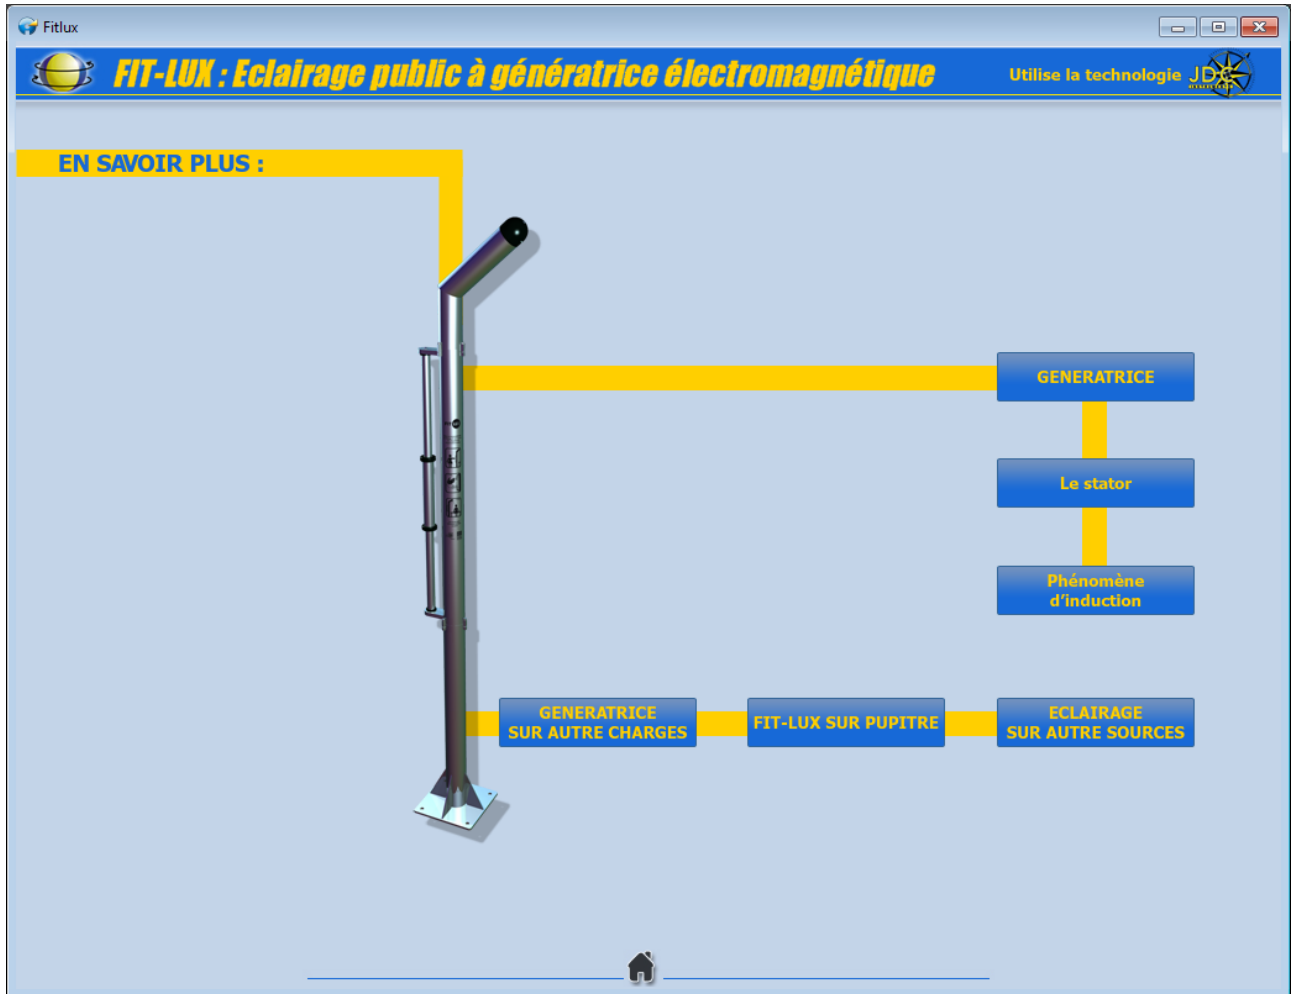 Fitlux
FIT-LUX : Eclairage public à génératrice électromagnétique
Utilise la technologie JDC
EN SAVOIR PLUS :
GENERATRICE
Le stator
Phénomène
d'induction
GENERATRICE
SUR AUTRE CHARGES
FIT-LUX SUR PUPITRE
ECLAIRAGE
SUR AUTRE SOURCES